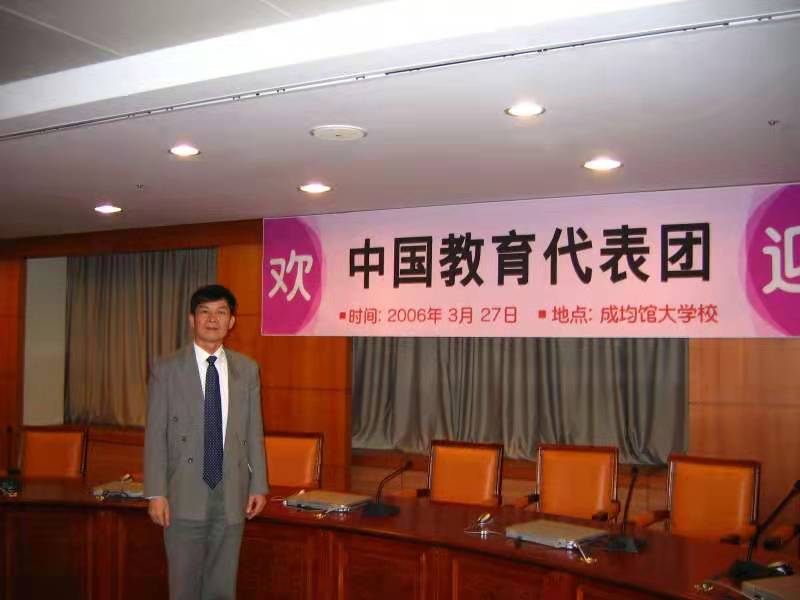 欢 中国教育代表团 迎
▪时间: 2006年 3月 27日 ▪地点: 成均馆大学校